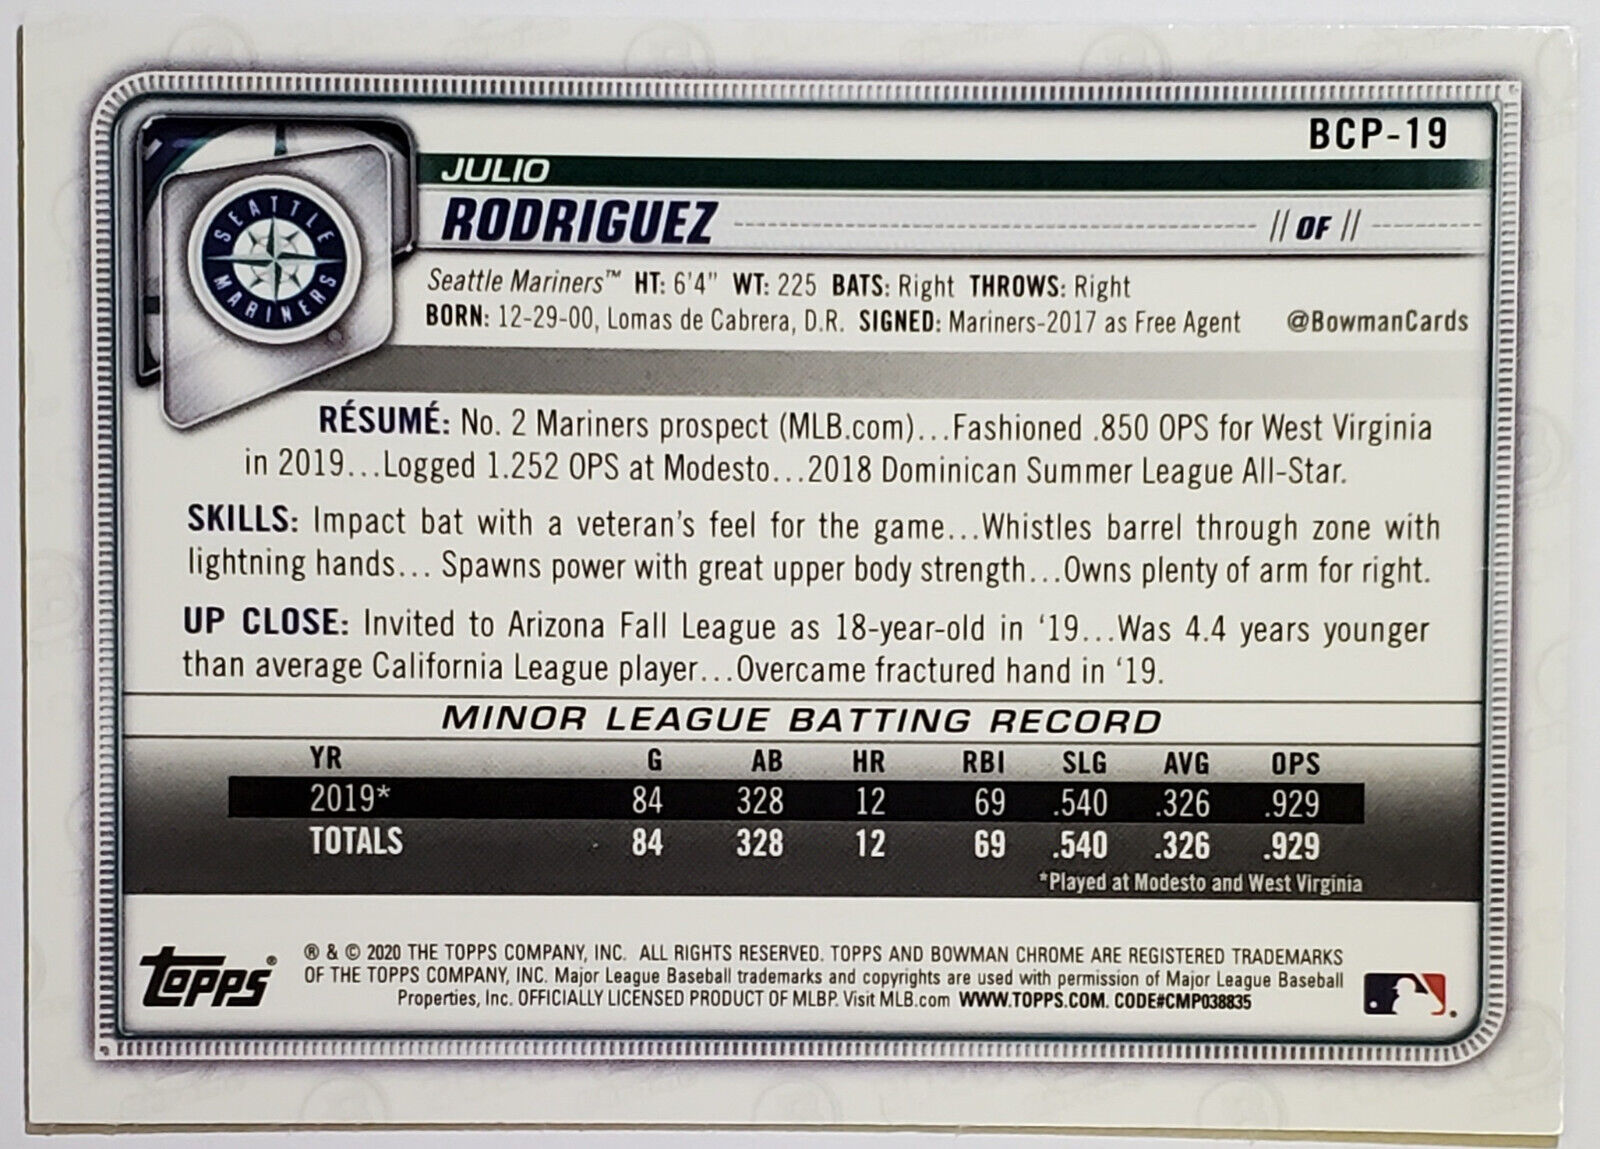 BCP-19
JULIO
RODRIGUEZ // OF //
SEATTLE MARINERS
Seattle Mariners™ HT: 6'4" WT: 225 BATS: Right THROWS: Right
BORN: 12-29-00, Lomas de Cabrera, D.R. SIGNED: Mariners-2017 as Free Agent @BowmanCards
RÉSUMÉ: No. 2 Mariners prospect (MLB.com)...Fashioned .850 OPS for West Virginia
in 2019...Logged 1.252 OPS at Modesto...2018 Dominican Summer League All-Star.
SKILLS: Impact bat with a veteran's feel for the game...Whistles barrel through zone with
lightning hands... Spawns power with great upper body strength...Owns plenty of arm for right.
UP CLOSE: Invited to Arizona Fall League as 18-year-old in '19...Was 4.4 years younger
than average California League player...Overcame fractured hand in '19.
MINOR LEAGUE BATTING RECORD
YR G AB HR RBI SLG AVG OPS
2019* 84 328 12 69 .540 .326 .929
TOTALS 84 328 12 69 .540 .326 .929
*Played at Modesto and West Virginia
Topps®
® & © 2020 THE TOPPS COMPANY, INC. ALL RIGHTS RESERVED. TOPPS AND BOWMAN CHROME ARE REGISTERED TRADEMARKS
OF THE TOPPS COMPANY, INC. Major League Baseball trademarks and copyrights are used with permission of Major League Baseball
Properties, Inc. OFFICIALLY LICENSED PRODUCT OF MLBP. Visit MLB.com WWW.TOPPS.COM. CODE#CMP038835